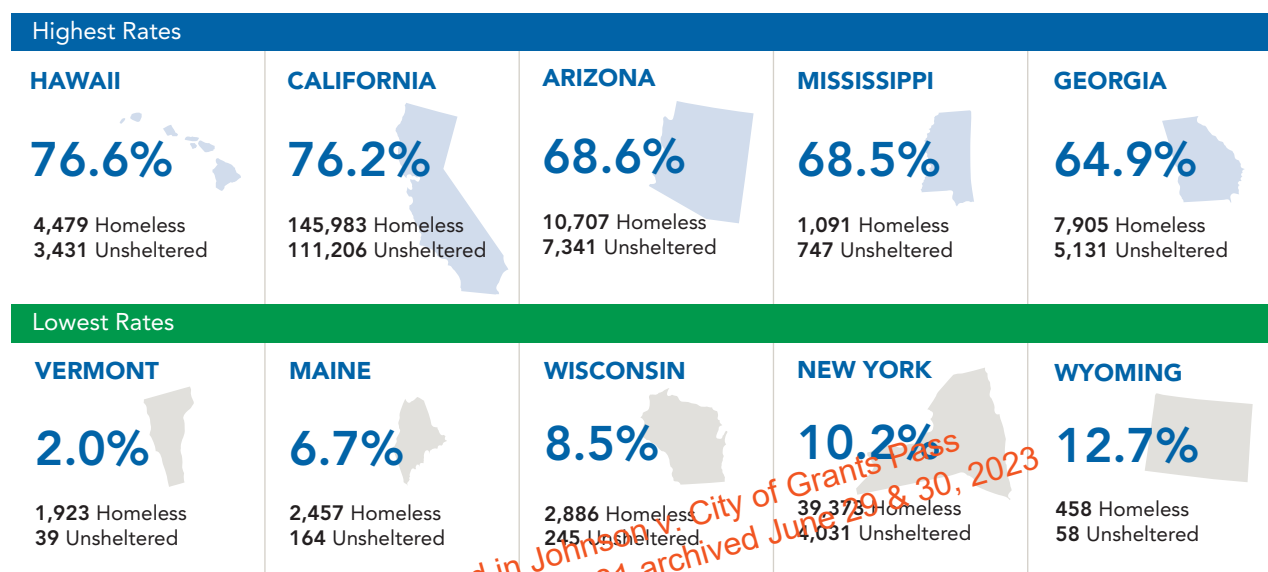 Highest Rates
HAWAII
76.6%
4,479 Homeless
3,431 Unsheltered
CALIFORNIA
76.2%
145,983 Homeless
111,206 Unsheltered
ARIZONA
68.6%
10,707 Homeless
7,341 Unsheltered
MISSISSIPPI
68.5%
1,091 Homeless
747 Unsheltered
GEORGIA
64.9%
7,905 Homeless
5,131 Unsheltered
Lowest Rates
VERMONT
2.0%
1,923 Homeless
39 Unsheltered
MAINE
6.7%
2,457 Homeless
164 Unsheltered
WISCONSIN
8.5%
2,886 Homeless
245 Unsheltered
NEW YORK
10.2%
39,373 Homeless
4,031 Unsheltered
WYOMING
12.7%
458 Homeless
58 Unsheltered
in Johnson v. City of Grants Pass
archived June 29 & 30, 2023